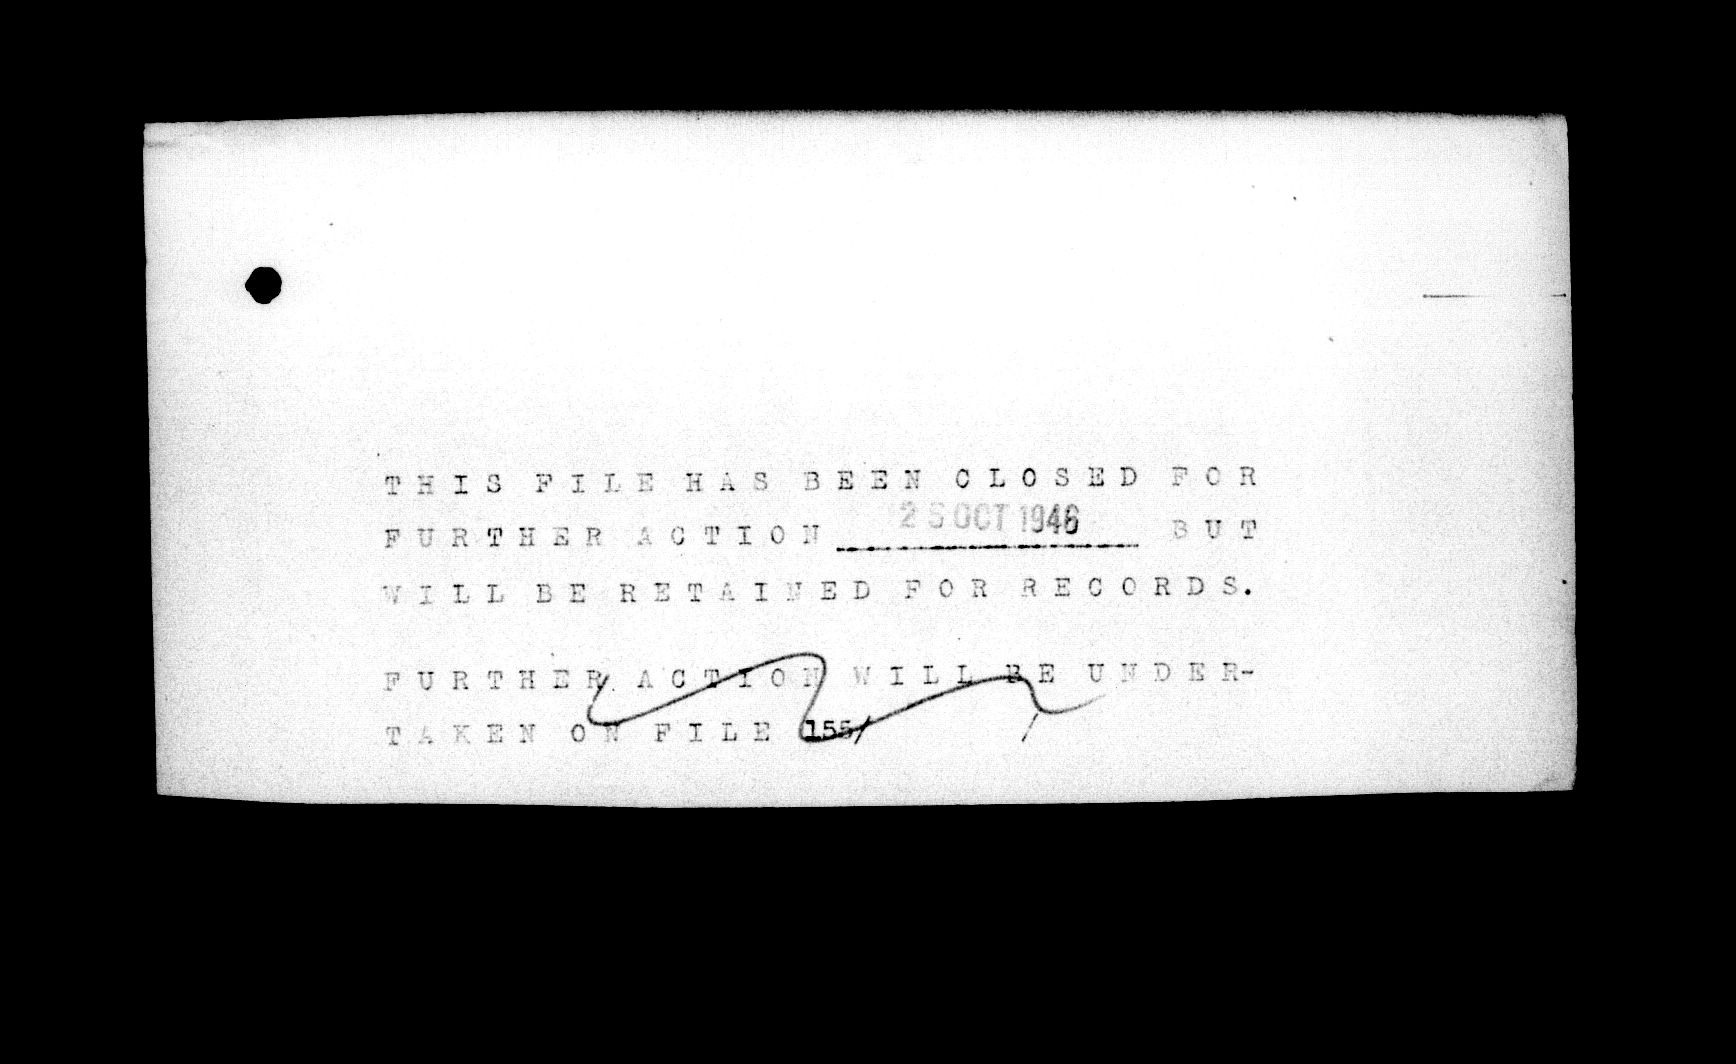 THIS FILE HAS BEEN CLOSED FOR
FURTHER ACTION 26 OCT 1946 BUT
WILL BE RETAINED FOR RECORDS.
FURTHER ACTION WILL BE UNDER-
TAKEN ON FILE 155/ /